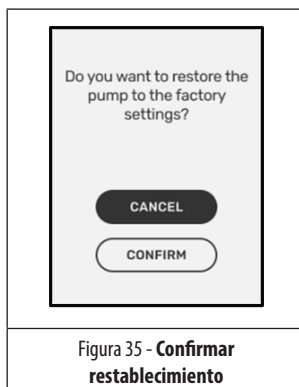 Do you want to restore the
pump to the factory
settings?
CANCEL
CONFIRM
Figura 35 - Confirmar
restablecimiento